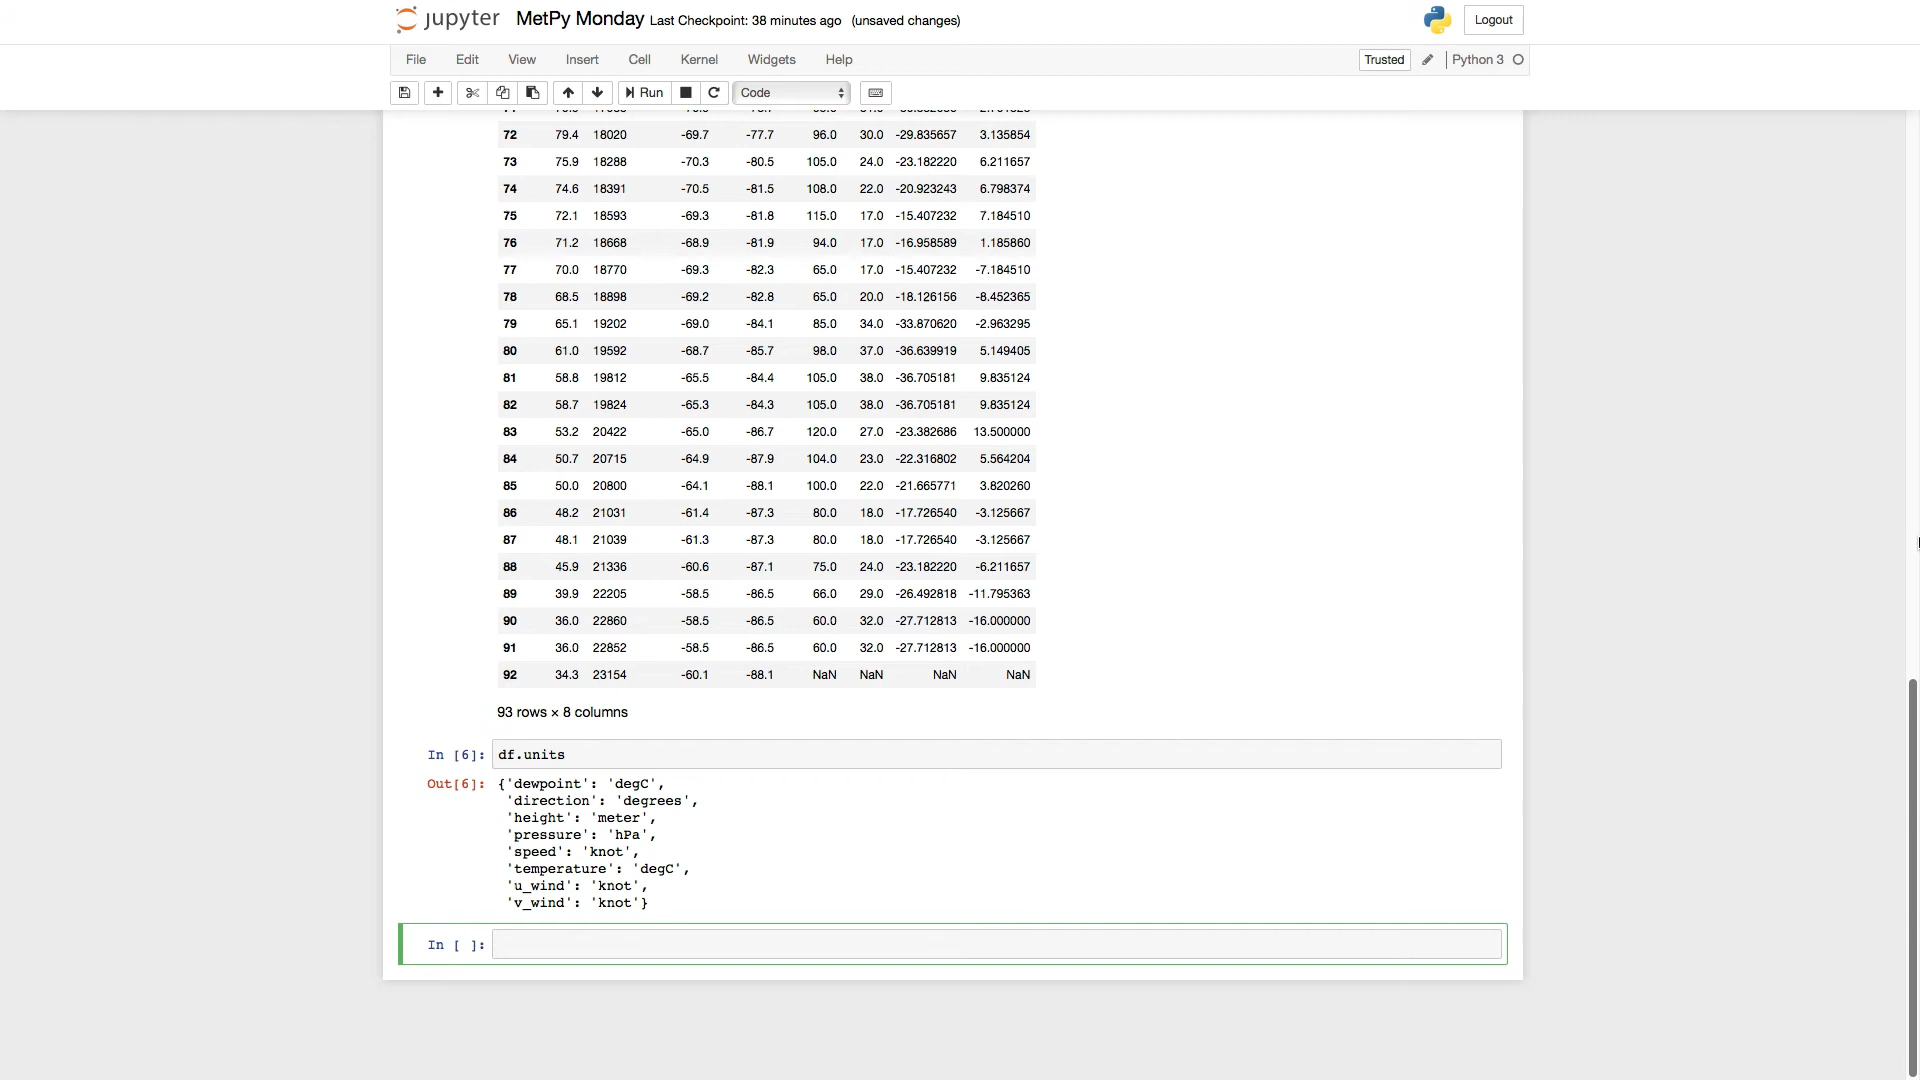 jupyter MetPy Monday Last Checkpoint: 38 minutes ago (unsaved changes) Logout
File Edit View Insert Cell Kernel Widgets Help Trusted Python 3
Run Code
72 79.4 18020 -69.7 -77.7 96.0 30.0 -29.835657 3.135854
73 75.9 18288 -70.3 -80.5 105.0 24.0 -23.182220 6.211657
74 74.6 18391 -70.5 -81.5 108.0 22.0 -20.923243 6.798374
75 72.1 18593 -69.3 -81.8 115.0 17.0 -15.407232 7.184510
76 71.2 18668 -68.9 -81.9 94.0 17.0 -16.958589 1.185860
77 70.0 18770 -69.3 -82.3 65.0 17.0 -15.407232 -7.184510
78 68.5 18898 -69.2 -82.8 65.0 20.0 -18.126156 -8.452365
79 65.1 19202 -69.0 -84.1 85.0 34.0 -33.870620 -2.963295
80 61.0 19592 -68.7 -85.7 98.0 37.0 -36.639919 5.149405
81 58.8 19812 -65.5 -84.4 105.0 38.0 -36.705181 9.835124
82 58.7 19824 -65.3 -84.3 105.0 38.0 -36.705181 9.835124
83 53.2 20422 -65.0 -86.7 120.0 27.0 -23.382686 13.500000
84 50.7 20715 -64.9 -87.9 104.0 23.0 -22.316802 5.564204
85 50.0 20800 -64.1 -88.1 100.0 22.0 -21.665771 3.820260
86 48.2 21031 -61.4 -87.3 80.0 18.0 -17.726540 -3.125667
87 48.1 21039 -61.3 -87.3 80.0 18.0 -17.726540 -3.125667
88 45.9 21336 -60.6 -87.1 75.0 24.0 -23.182220 -6.211657
89 39.9 22205 -58.5 -86.5 66.0 29.0 -26.492818 -11.795363
90 36.0 22860 -58.5 -86.5 60.0 32.0 -27.712813 -16.000000
91 36.0 22852 -58.5 -86.5 60.0 32.0 -27.712813 -16.000000
92 34.3 23154 -60.1 -88.1 NaN NaN NaN NaN
93 rows × 8 columns
In [6]: df.units
Out[6]: {'dewpoint': 'degC',
'direction': 'degrees',
'height': 'meter',
'pressure': 'hPa',
'speed': 'knot',
'temperature': 'degC',
'u_wind': 'knot',
'v_wind': 'knot'}
In [ ]: